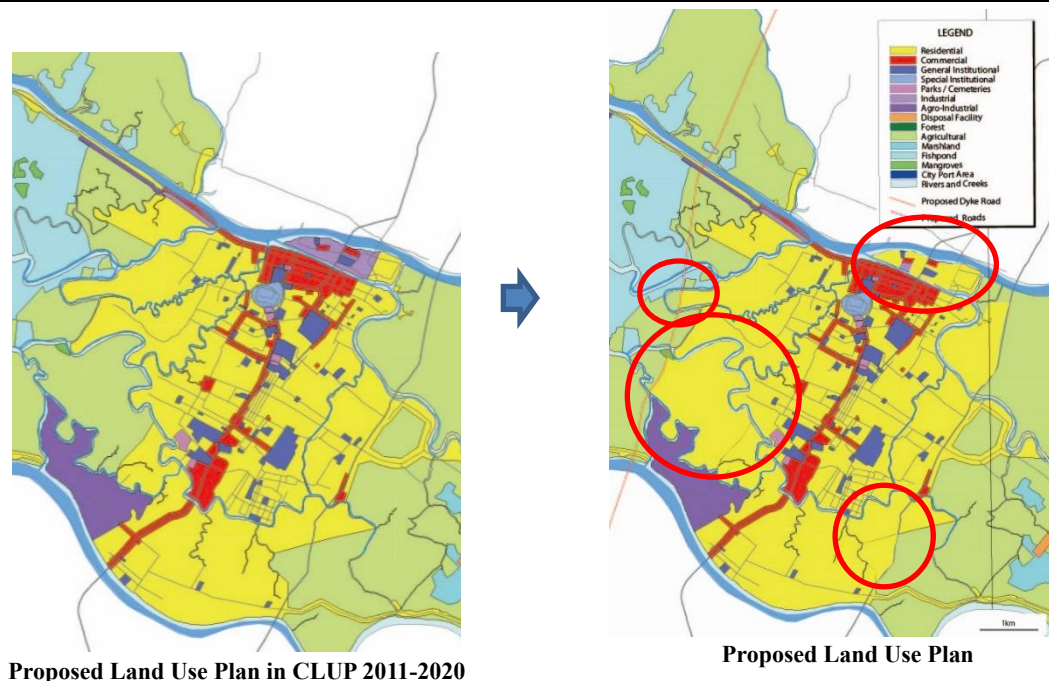 LEGEND
Residential
Commercial
General Institutional
Special Institutional
Parks / Cemeteries
Industrial
Agro-Industrial
Disposal Facility
Forest
Agricultural
Marshland
Fishpond
Mangroves
City Port Area
Rivers and Creeks
Proposed Dyke Road
Proposed Roads
1km
Proposed Land Use Plan in CLUP 2011-2020
Proposed Land Use Plan